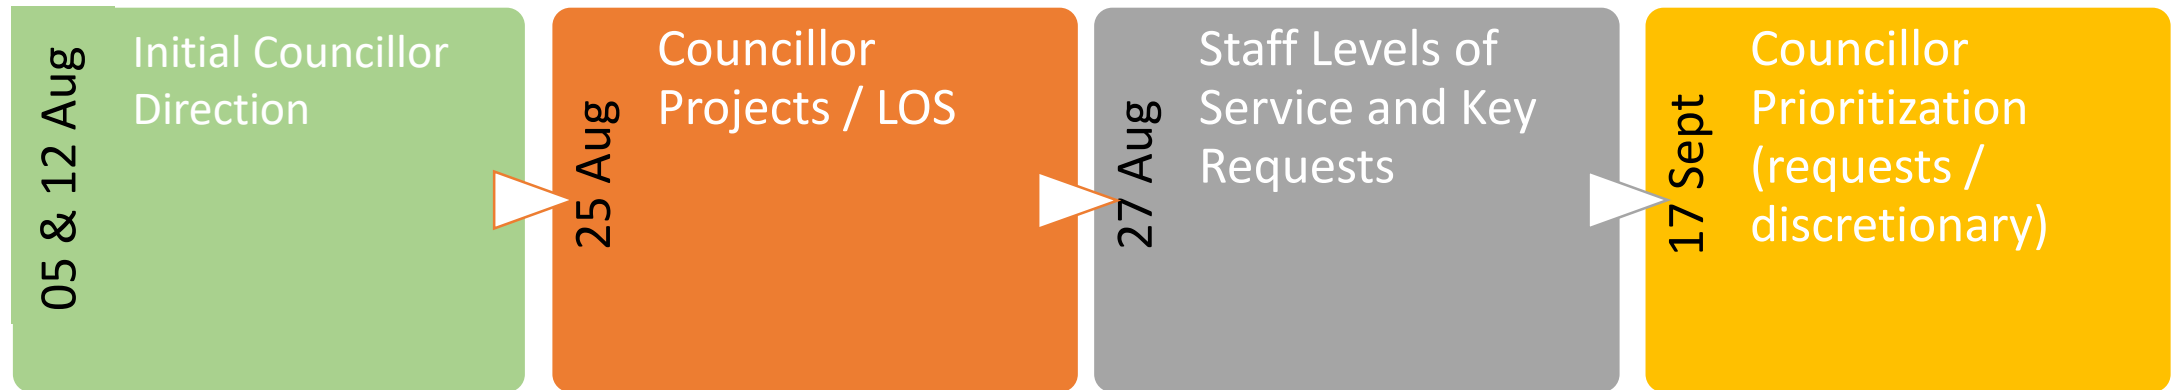 05 & 12 Aug
Initial Councillor
Direction
25 Aug
Councillor
Projects / LOS
27 Aug
Staff Levels of
Service and Key
Requests
17 Sept
Councillor
Prioritization
(requests /
discretionary)